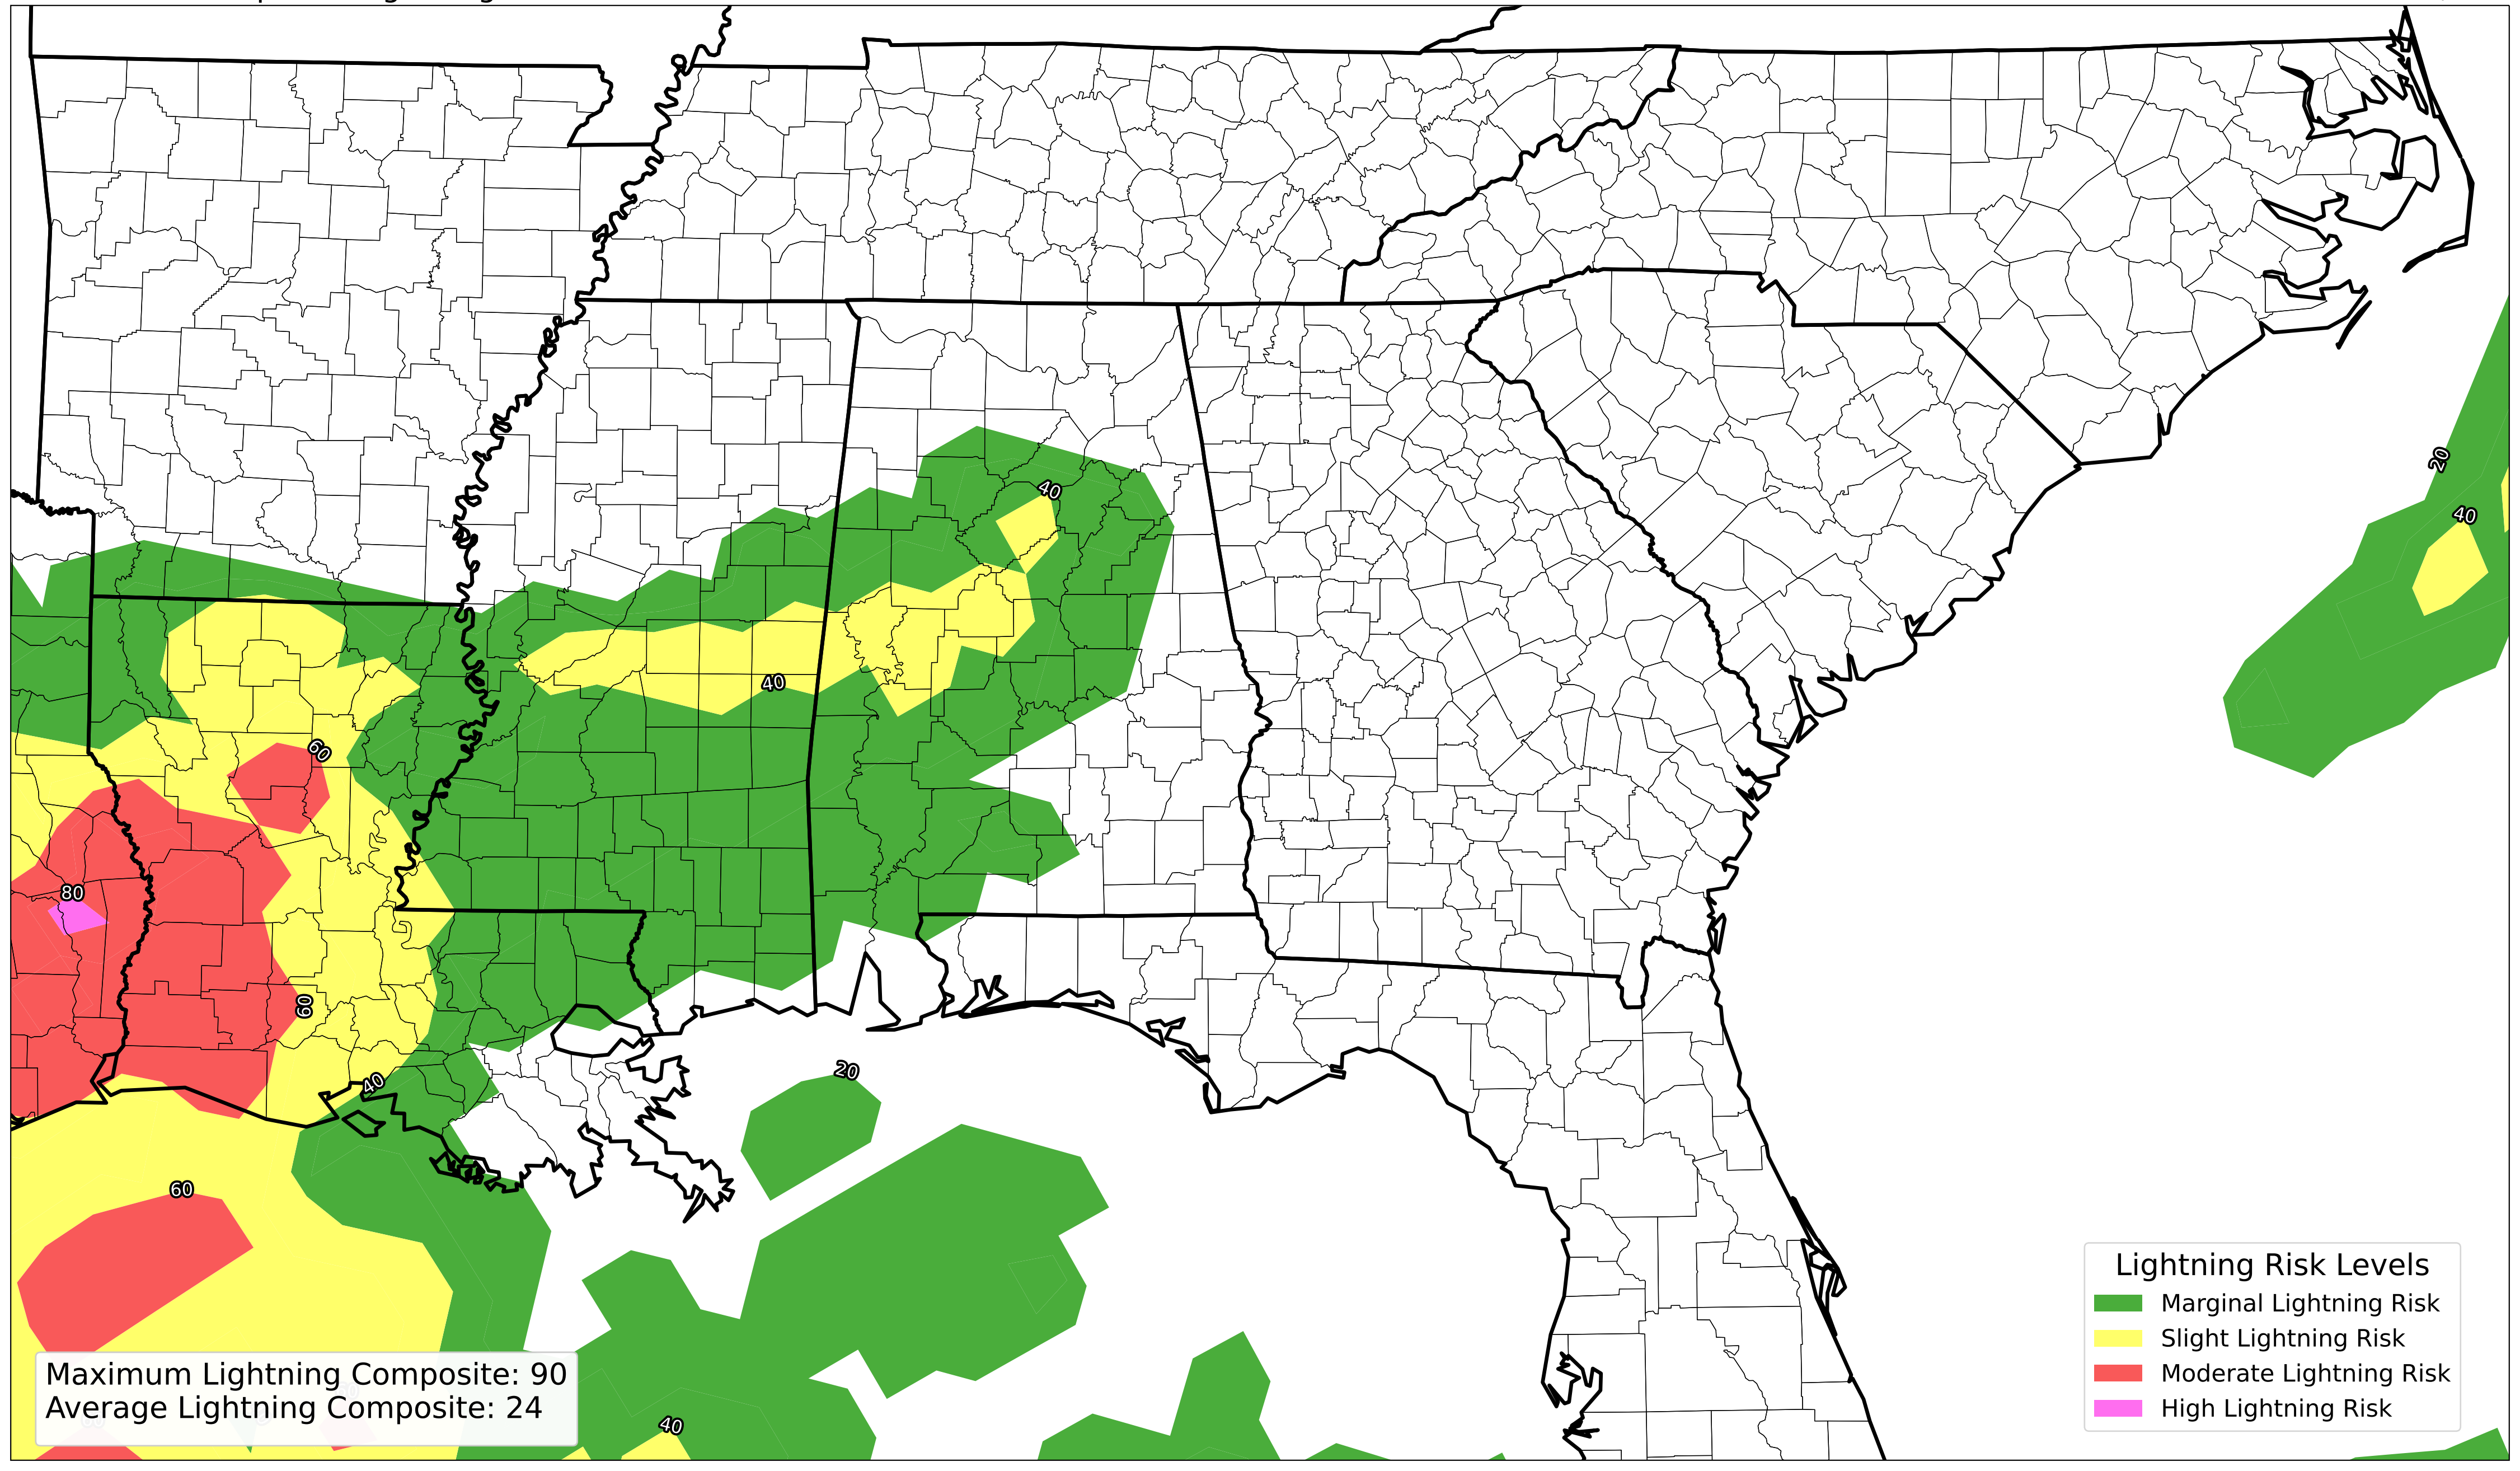 20
40
40
40
60
80
60
40
20
60
40
Maximum Lightning Composite: 90
Average Lightning Composite: 24
Lightning Risk Levels
Marginal Lightning Risk
Slight Lightning Risk
Moderate Lightning Risk
High Lightning Risk